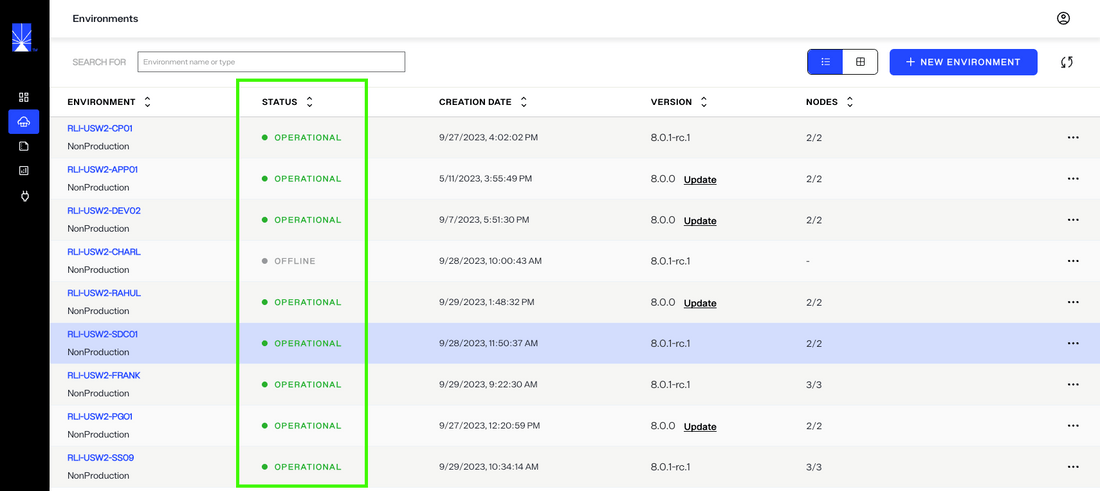 Environments
SEARCH FOR Environment name or type NEW ENVIRONMENT
ENVIRONMENT STATUS CREATION DATE VERSION NODES
RLI-USW2-CP01
NonProduction OPERATIONAL 9/27/2023, 4:02:02 PM 8.0.1-rc.1 2/2
RLI-USW2-APP01
NonProduction OPERATIONAL 5/11/2023, 3:55:49 PM 8.0.0 Update 2/2
RLI-USW2-DEV02
NonProduction OPERATIONAL 9/7/2023, 5:51:30 PM 8.0.0 Update 2/2
RLI-USW2-CHARL
NonProduction OFFLINE 9/28/2023, 10:00:43 AM 8.0.1-rc.1 -
RLI-USW2-RAHUL
NonProduction OPERATIONAL 9/29/2023, 1:48:32 PM 8.0.0 Update 2/2
RLI-USW2-SDC01
NonProduction OPERATIONAL 9/28/2023, 11:50:37 AM 8.0.1-rc.1 2/2
RLI-USW2-FRANK
NonProduction OPERATIONAL 9/29/2023, 9:22:30 AM 8.0.1-rc.1 3/3
RLI-USW2-PG01
NonProduction OPERATIONAL 9/27/2023, 12:20:59 PM 8.0.0 Update 2/2
RLI-USW2-SS09
NonProduction OPERATIONAL 9/29/2023, 10:34:14 AM 8.0.1-rc.1 3/3